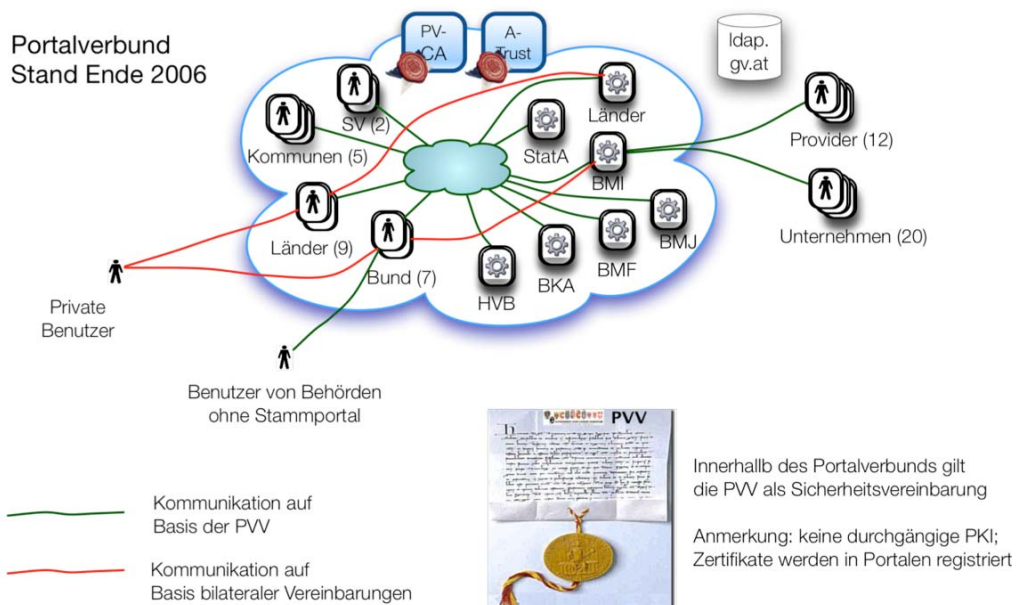 Portalverbund
Stand Ende 2006
PV-
CA
A-
Trust
ldap.
gv.at
SV (2)
Kommunen (5)
Länder
StatA
BMI
Provider (12)
Länder (9)
Bund (7)
HVB
BKA
BMF
BMJ
Unternehmen (20)
Private
Benutzer
Benutzer von Behörden
ohne Stammportal
PVV
Kommunikation auf
Basis der PVV
Kommunikation auf
Basis bilateraler Vereinbarungen
Innerhallb des Portalverbunds gilt
die PVV als Sicherheitsvereinbarung
Anmerkung: keine durchgängige PKI;
Zertifikate werden in Portalen registriert